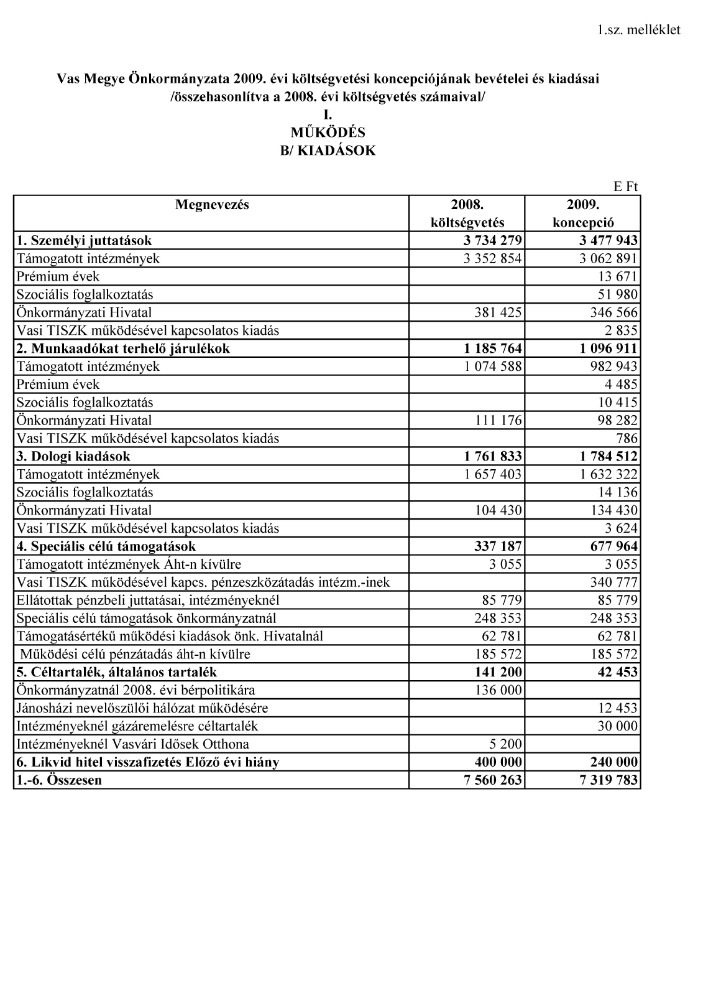 1.sz. melléklet
Vas Megye Önkormányzata 2009. évi költségvetési koncepciójának bevételei és kiadásai
/összehasonlítva a 2008. évi költségvetés számaival/
I.
MŰKÖDÉS
B/ KIADÁSOK
E Ft
Megnevezés 2008. 2009.
költségvetés koncepció
1. Személyi juttatások 3 734 279 3 477 943
Támogatott intézmények 3 352 854 3 062 891
Prémium évek 13 671
Szociális foglalkoztatás 51 980
Önkormányzati Hivatal 381 425 346 566
Vasi TISZK működésével kapcsolatos kiadás 2 835
2. Munkaadókat terhelő járulékok 1 185 764 1 096 911
Támogatott intézmények 1 074 588 982 943
Prémium évek 4 485
Szociális foglalkoztatás 10 415
Önkormányzati Hivatal 111 176 98 282
Vasi TISZK működésével kapcsolatos kiadás 786
3. Dologi kiadások 1 761 833 1 784 512
Támogatott intézmények 1 657 403 1 632 322
Szociális foglalkoztatás 14 136
Önkormányzati Hivatal 104 430 134 430
Vasi TISZK működésével kapcsolatos kiadás 3 624
4. Speciális célú támogatások 337 187 677 964
Támogatott intézmények Áht-n kívülre 3 055 3 055
Vasi TISZK működésével kapcs. pénzeszközátadás intézm.-inek 340 777
Ellátottak pénzbeli juttatásai, intézményeknél 85 779 85 779
Speciális célú támogatások önkormányzatnál 248 353 248 353
Támogatásértékű működési kiadások önk. Hivatalnál 62 781 62 781
Működési célú pénzátadás áht-n kívülre 185 572 185 572
5. Céltartalék, általános tartalék 141 200 42 453
Önkormányzatnál 2008. évi bérpolitikára 136 000
Jánosházi nevelőszülői hálózat működésére 12 453
Intézményeknél gázáremelésre céltartalék 30 000
Intézményeknél Vasvári Idősek Otthona 5 200
6. Likvid hitel visszafizetés Előző évi hiány 400 000 240 000
1.-6. Összesen 7 560 263 7 319 783